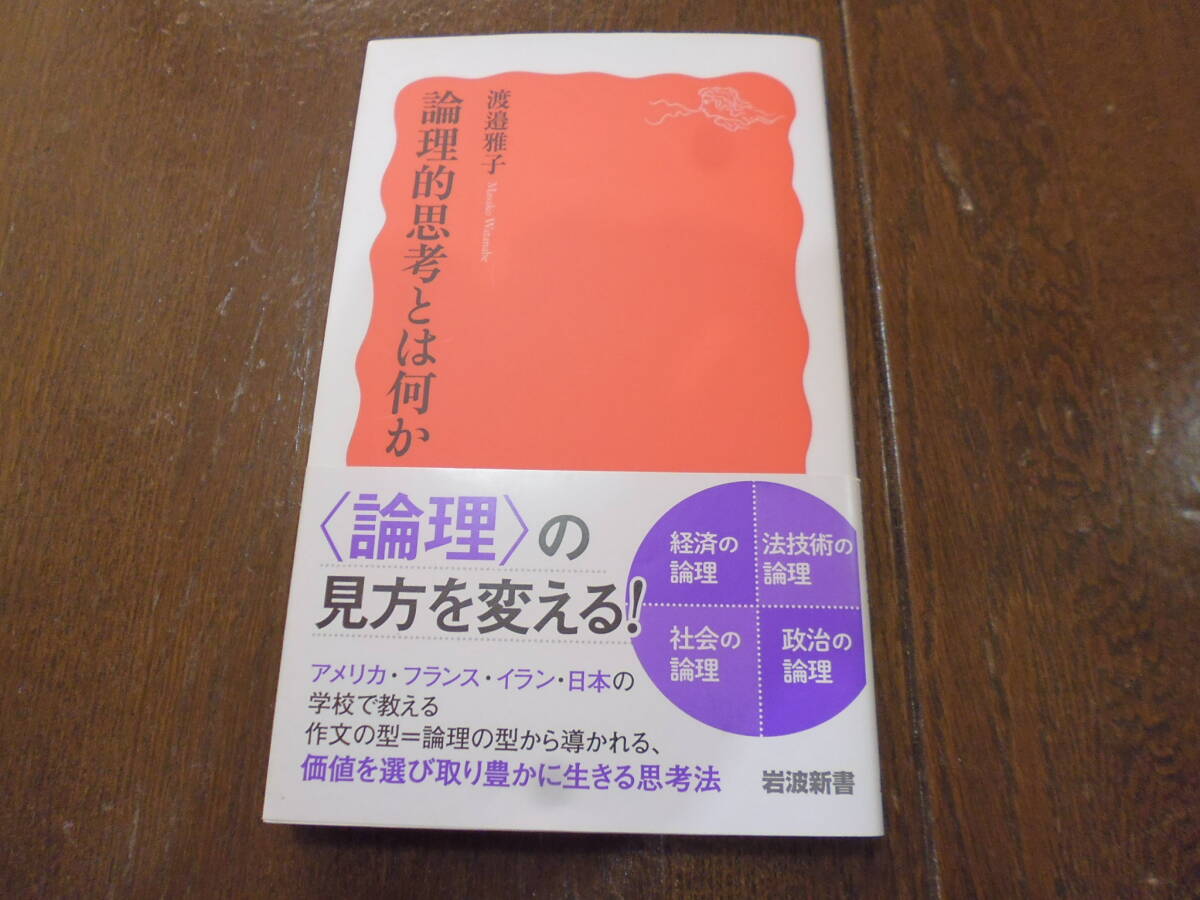 渡邉雅子
Masako Watanabe
論理的思考とは何か
〈論理〉の
見方を変える!
経済の
論理
法技術の
論理
社会の
論理
政治の
論理
アメリカ・フランス・イラン・日本の
学校で教える
作文の型=論理の型から導かれる、
価値を選び取り豊かに生きる思考法
岩波新書